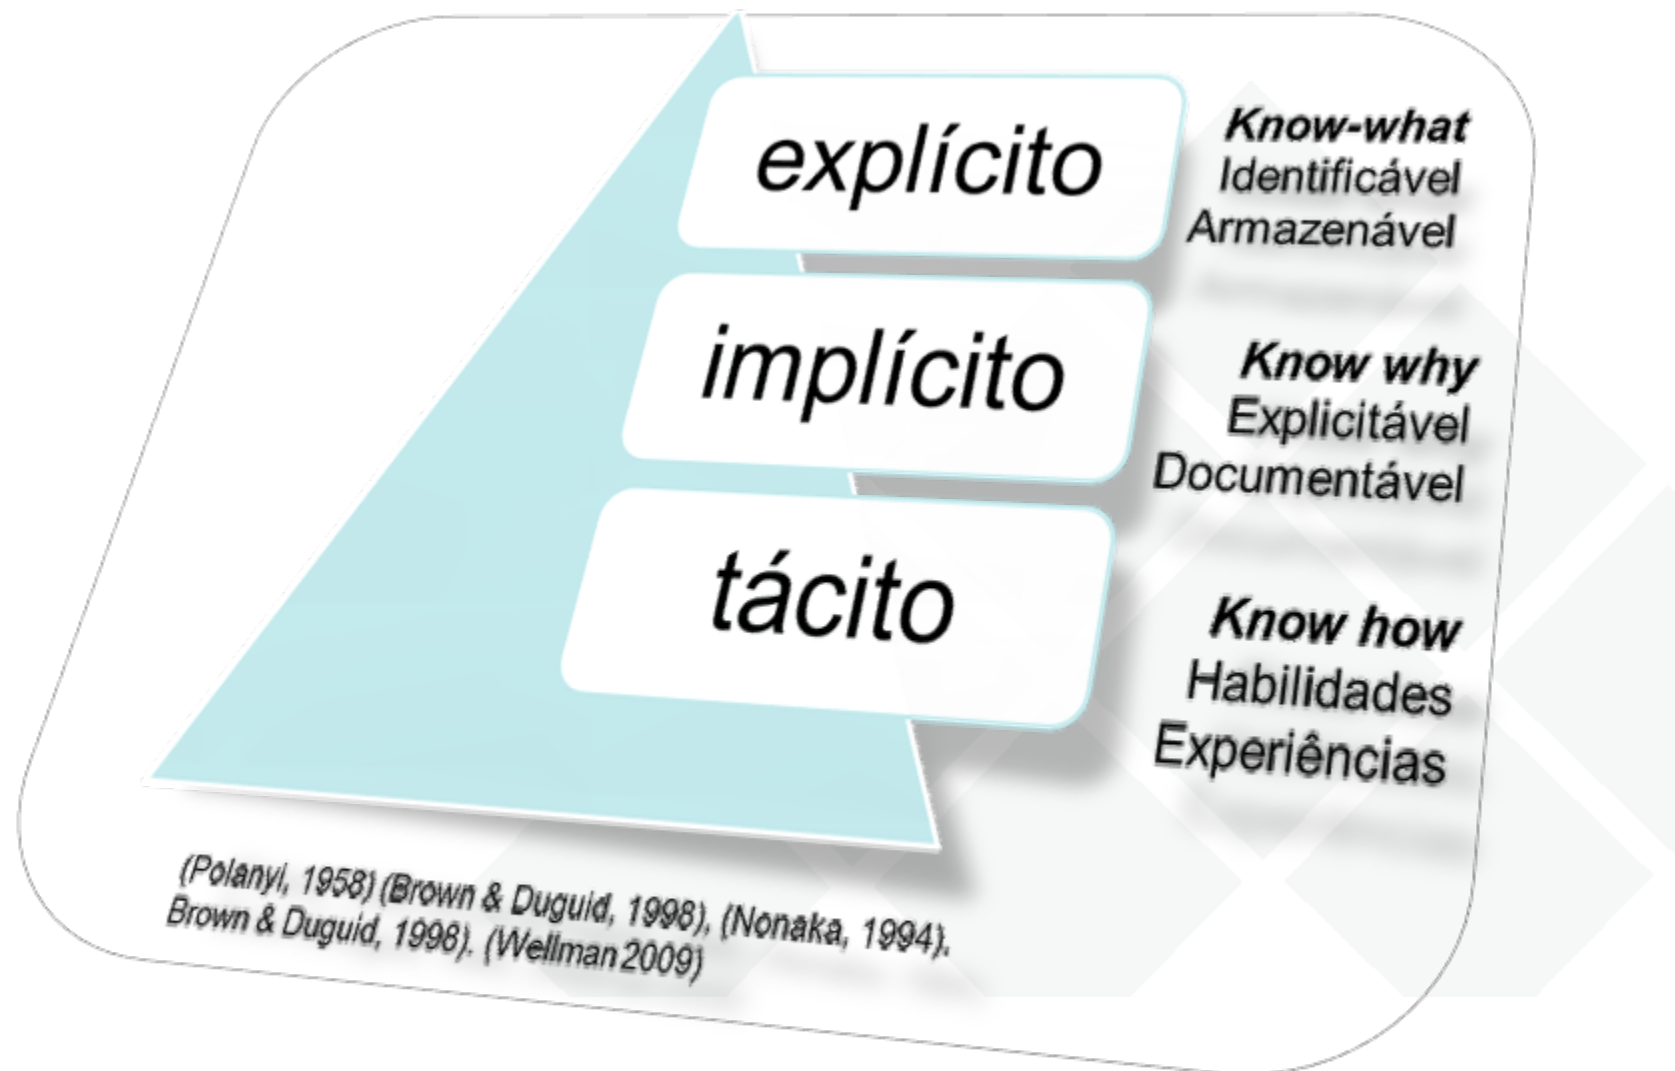 explícito
Know-what
Identificável
Armazenável
implícito
Know why
Explicitável
Documentável
tácito
Know how
Habilidades
Experiências
(Polanyi, 1958) (Brown & Duguid, 1998), (Nonaka, 1994).
Brown & Duguid, 1998). (Wellman 2009)